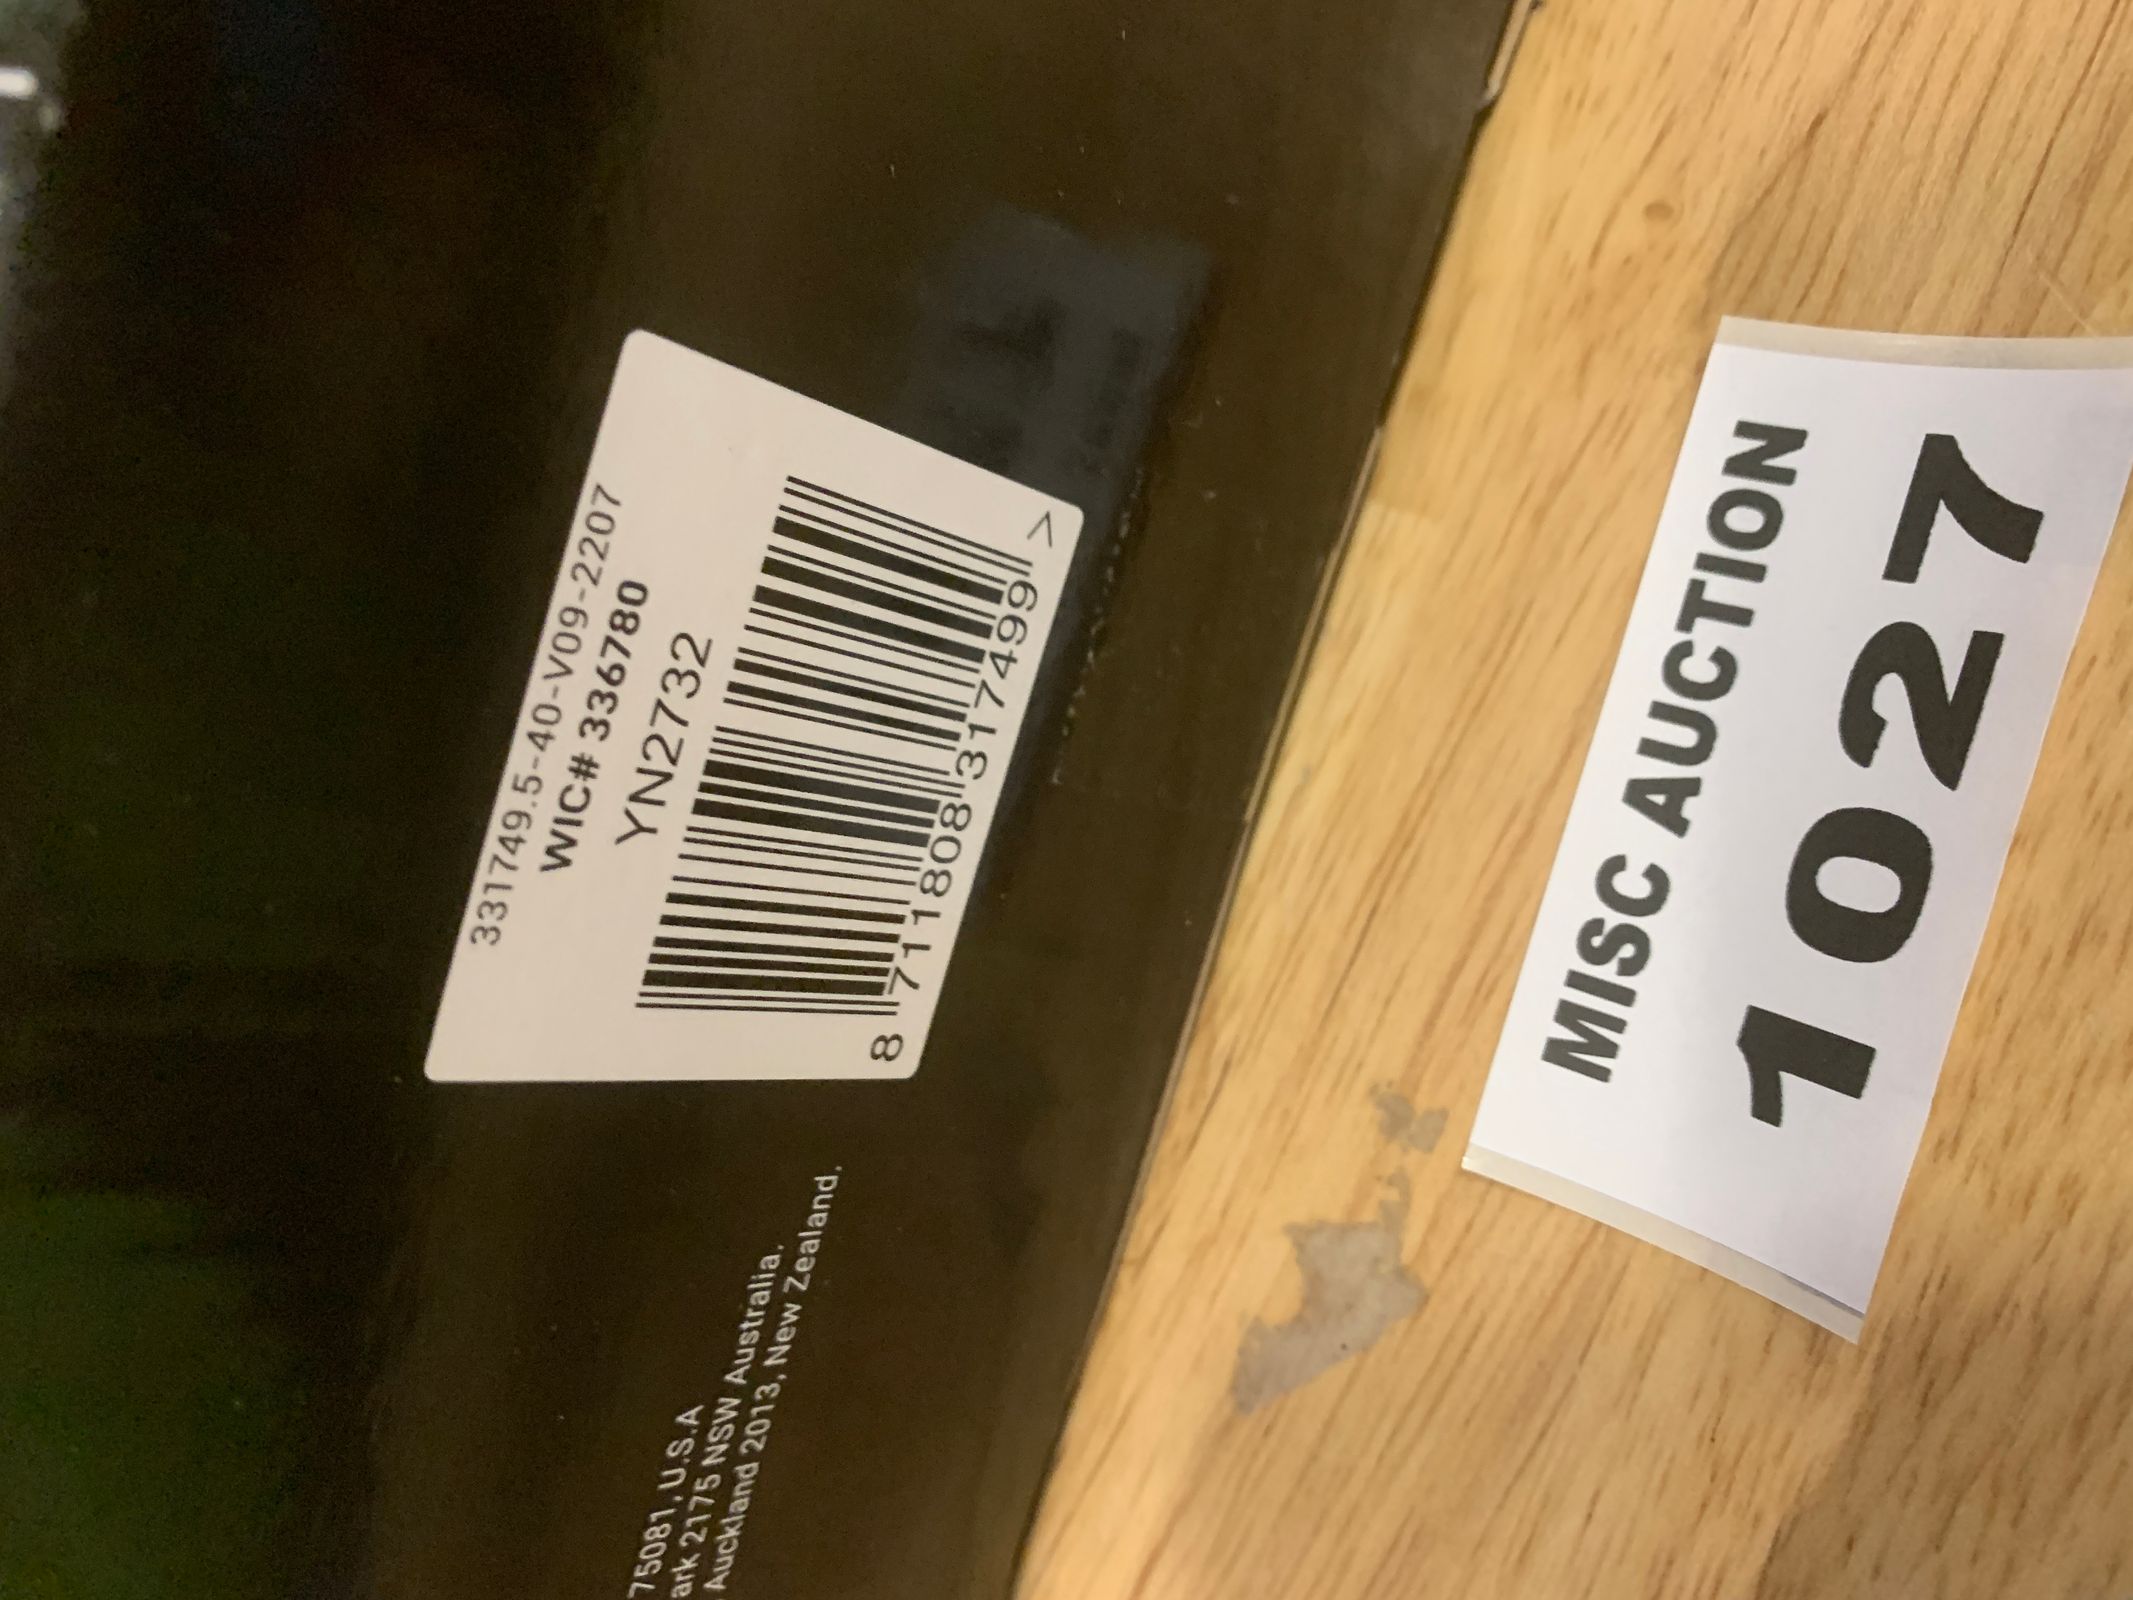 331749.5-40-V09-2207
WIC# 336780
YN2732
8 711808 317499 >
75081, U.S.A
ark 2175 NSW Australia.
Auckland 2013, New Zealand.
MISC AUCTION
1027